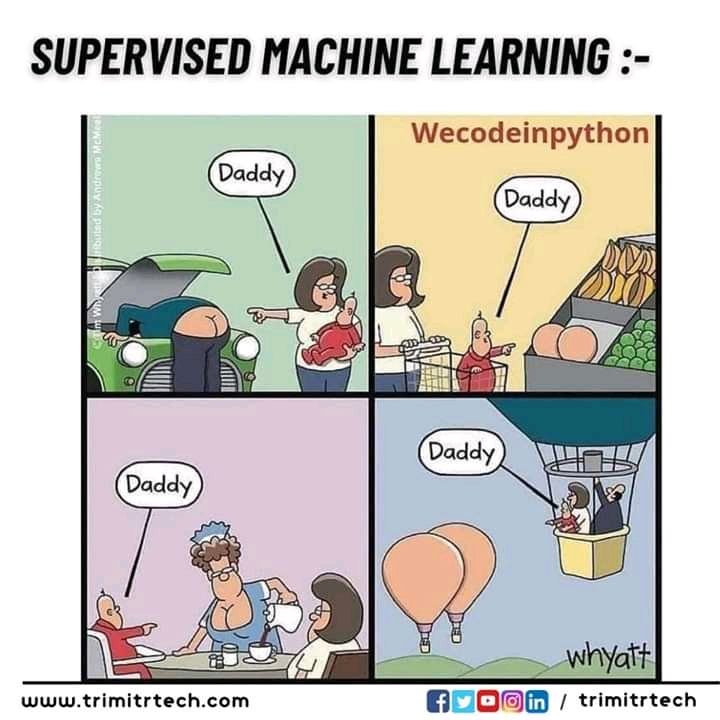 SUPERVISED MACHINE LEARNING :-
Wecodeinpython
Daddy
Daddy
Daddy
Daddy
whyatt
www.trimitrtech.com
/ trimitrtech